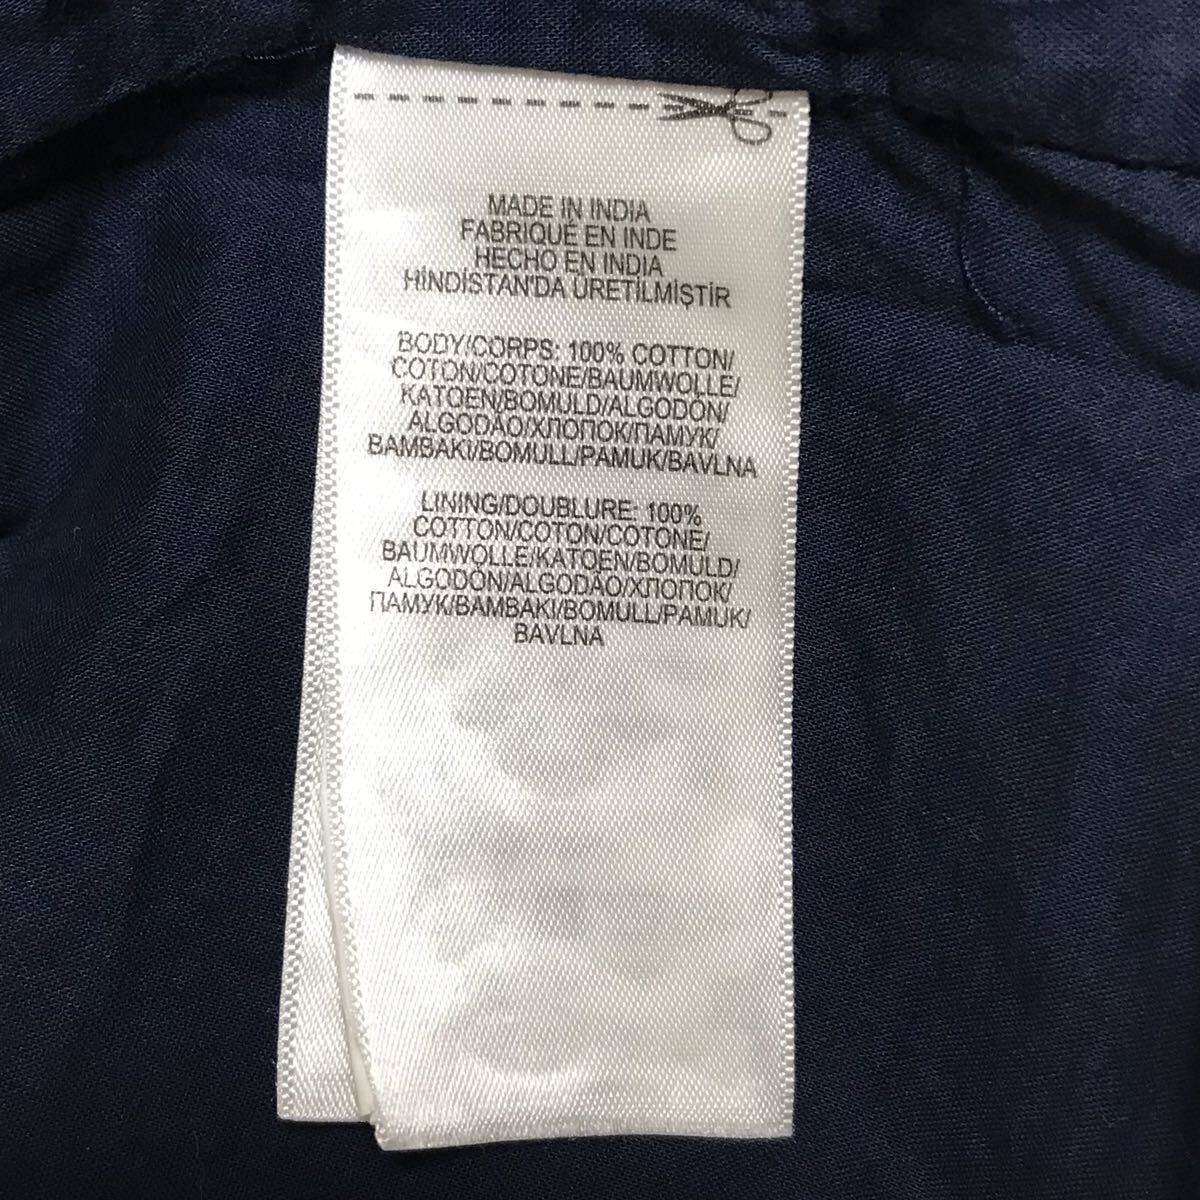 MADE IN INDIA
FABRIQUÉ EN INDE
HECHO EN INDIA
HİNDİSTAN'DA ÜRETİLMİŞTİR
BODY/CORPS: 100% COTTON/
COTON/COTONE/BAUMWOLLE/
KATOEN/BOMULD/ALGODÓN/
ALGODÃO/ХЛОПОК/ПАМУК/
BAMBAKI/BOMULL/PAMUK/BAVLNA
LINING/DOUBLURE: 100%
COTTON/COTON/COTONE/
BAUMWOLLE/KATOEN/BOMULD/
ALGODÓN/ALGODÃO/ХЛОПОК/
ПАМУК/BAMBAKI/BOMULL/PAMUK/
BAVLNA